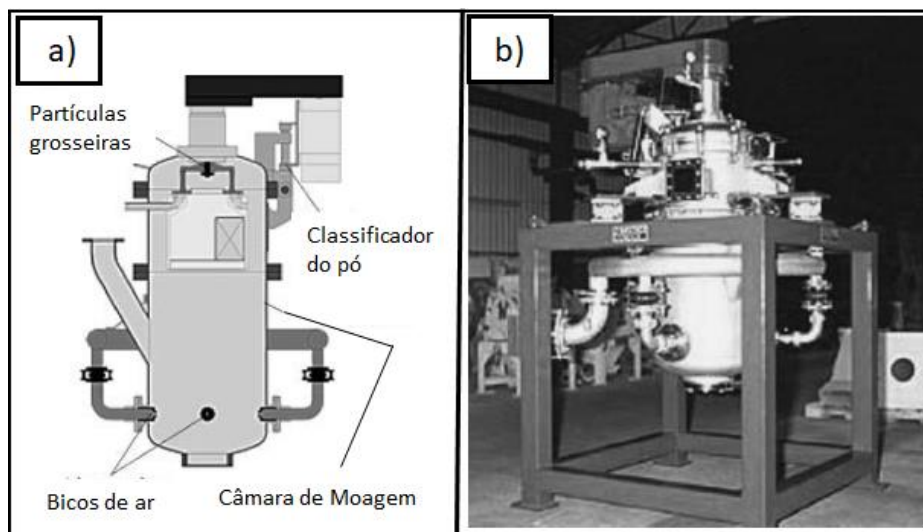 a)
Partículas
grosseiras
Classificador
do pó
Bicos de ar
Câmara de Moagem
b)